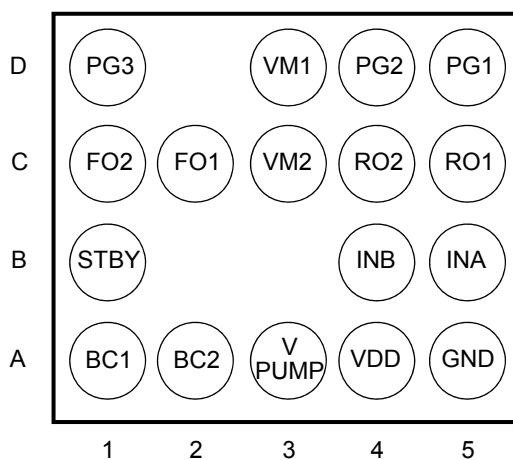 D PG3 VM1 PG2 PG1
C FO2 FO1 VM2 RO2 RO1
B STBY INB INA
A BC1 BC2 V PUMP VDD GND
1 2 3 4 5